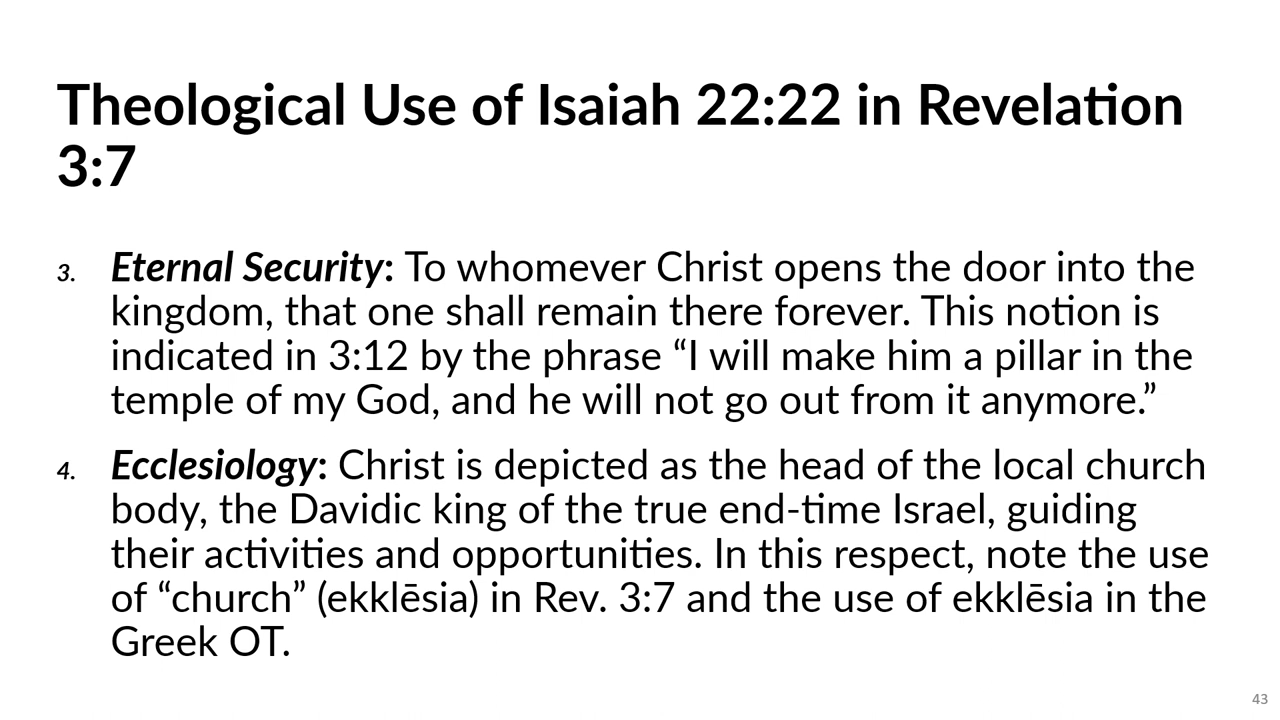 Theological Use of Isaiah 22:22 in Revelation
3:7
3. Eternal Security: To whomever Christ opens the door into the
kingdom, that one shall remain there forever. This notion is
indicated in 3:12 by the phrase “I will make him a pillar in the
temple of my God, and he will not go out from it anymore.”
4. Ecclesiology: Christ is depicted as the head of the local church
body, the Davidic king of the true end-time Israel, guiding
their activities and opportunities. In this respect, note the use
of “church” (ekklēsia) in Rev. 3:7 and the use of ekklēsia in the
Greek OT.
43